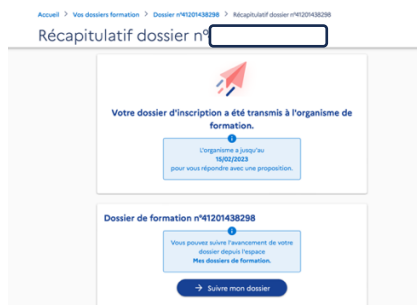 Accueil > Vos dossiers formation > Dossier n°41201438298 > Récapitulatif dossier n°41201438298
Récapitulatif dossier n°
Votre dossier d'inscription a été transmis à l'organisme de
formation.
L'organisme a jusqu'au
15/02/2023
pour vous répondre avec une proposition.
Dossier de formation n°41201438298
Vous pouvez suivre l'avancement de votre
dossier depuis l'espace
Mes dossiers de formation.
→ Suivre mon dossier